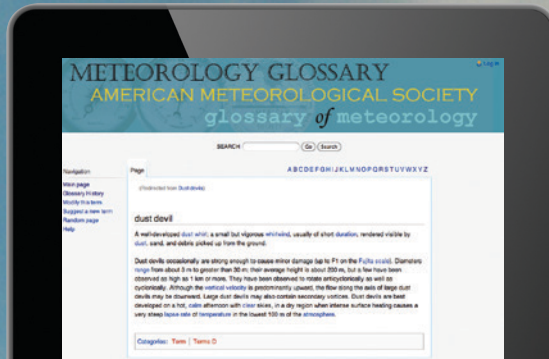 Log in
METEOROLOGY GLOSSARY
AMERICAN METEOROLOGICAL SOCIETY
glossary of meteorology
SEARCH Go Search
Navigation
Main page
Glossary History
Modify this term
Suggest a new term
Random page
Help
Page
A B C D E F G H I J K L M N O P Q R S T U V W X Y Z
(Redirected from Dust devils)
dust devil
A well-developed dust whirl; a small but vigorous whirlwind, usually of short duration, rendered visible by
dust, sand, and debris picked up from the ground.
Dust devils occasionally are strong enough to cause minor damage (up to F1 on the Fujita scale). Diameters
range from about 3 m to greater than 30 m; their average height is about 200 m, but a few have been
observed as high as 1 km or more. They have been observed to rotate anticyclonically as well as
cyclonically. Although the vertical velocity is predominantly upward, the flow along the axis of large dust
devils may be downward. Large dust devils may also contain secondary vortices. Dust devils are best
developed on a hot, calm afternoon with clear skies, in a dry region when intense surface heating causes a
very steep lapse rate of temperature in the lowest 100 m of the atmosphere.
Categories: Term | Terms D